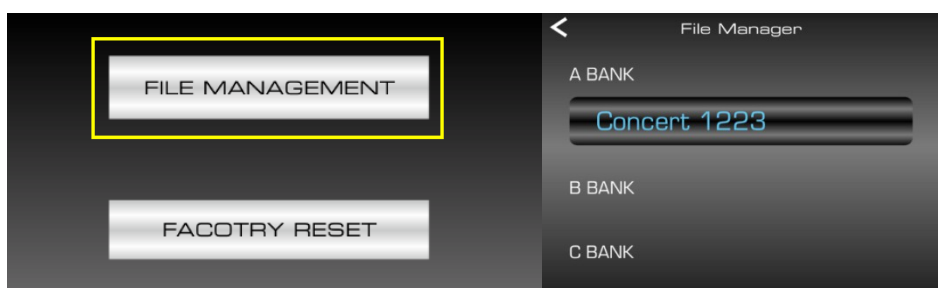 FILE MANAGEMENT
FACOTRY RESET
File Manager
A BANK
Concert 1223
B BANK
C BANK